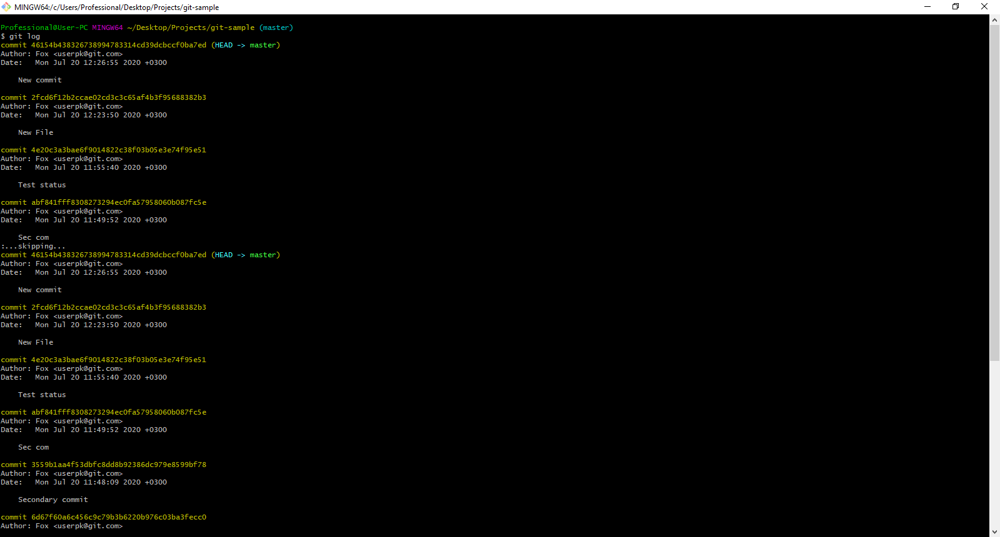 MINGW64:/c/Users/Professional/Desktop/Projects/git-sample
Professional@User-PC MINGW64 ~/Desktop/Projects/git-sample (master)
$ git log
commit 46154b438326738994783314cd39dcbccf0ba7ed (HEAD -> master)
Author: Fox <userpk@git.com>
Date:   Mon Jul 20 12:26:55 2020 +0300
    New commit
commit 2fcd6f12b2ccae02cd3c3c65af4b3f95688382b3
Author: Fox <userpk@git.com>
Date:   Mon Jul 20 12:23:50 2020 +0300
    New File
commit 4e20c3a3bae6f9014822c38f03b05e3e74f95e51
Author: Fox <userpk@git.com>
Date:   Mon Jul 20 11:55:40 2020 +0300
    Test status
commit abf841fff8308273294ec0fa57958060b087fc5e
Author: Fox <userpk@git.com>
Date:   Mon Jul 20 11:49:52 2020 +0300
    Sec com
:...skipping...
commit 46154b438326738994783314cd39dcbccf0ba7ed (HEAD -> master)
Author: Fox <userpk@git.com>
Date:   Mon Jul 20 12:26:55 2020 +0300
    New commit
commit 2fcd6f12b2ccae02cd3c3c65af4b3f95688382b3
Author: Fox <userpk@git.com>
Date:   Mon Jul 20 12:23:50 2020 +0300
    New File
commit 4e20c3a3bae6f9014822c38f03b05e3e74f95e51
Author: Fox <userpk@git.com>
Date:   Mon Jul 20 11:55:40 2020 +0300
    Test status
commit abf841fff8308273294ec0fa57958060b087fc5e
Author: Fox <userpk@git.com>
Date:   Mon Jul 20 11:49:52 2020 +0300
    Sec com
commit 3559b1aa4f53dbfc8dd8b92386dc979e8599bf78
Author: Fox <userpk@git.com>
Date:   Mon Jul 20 11:48:09 2020 +0300
    Secondary commit
commit 6d67f60a6c456c9c79b3b6220b976c03ba3fecc0
Author: Fox <userpk@git.com>